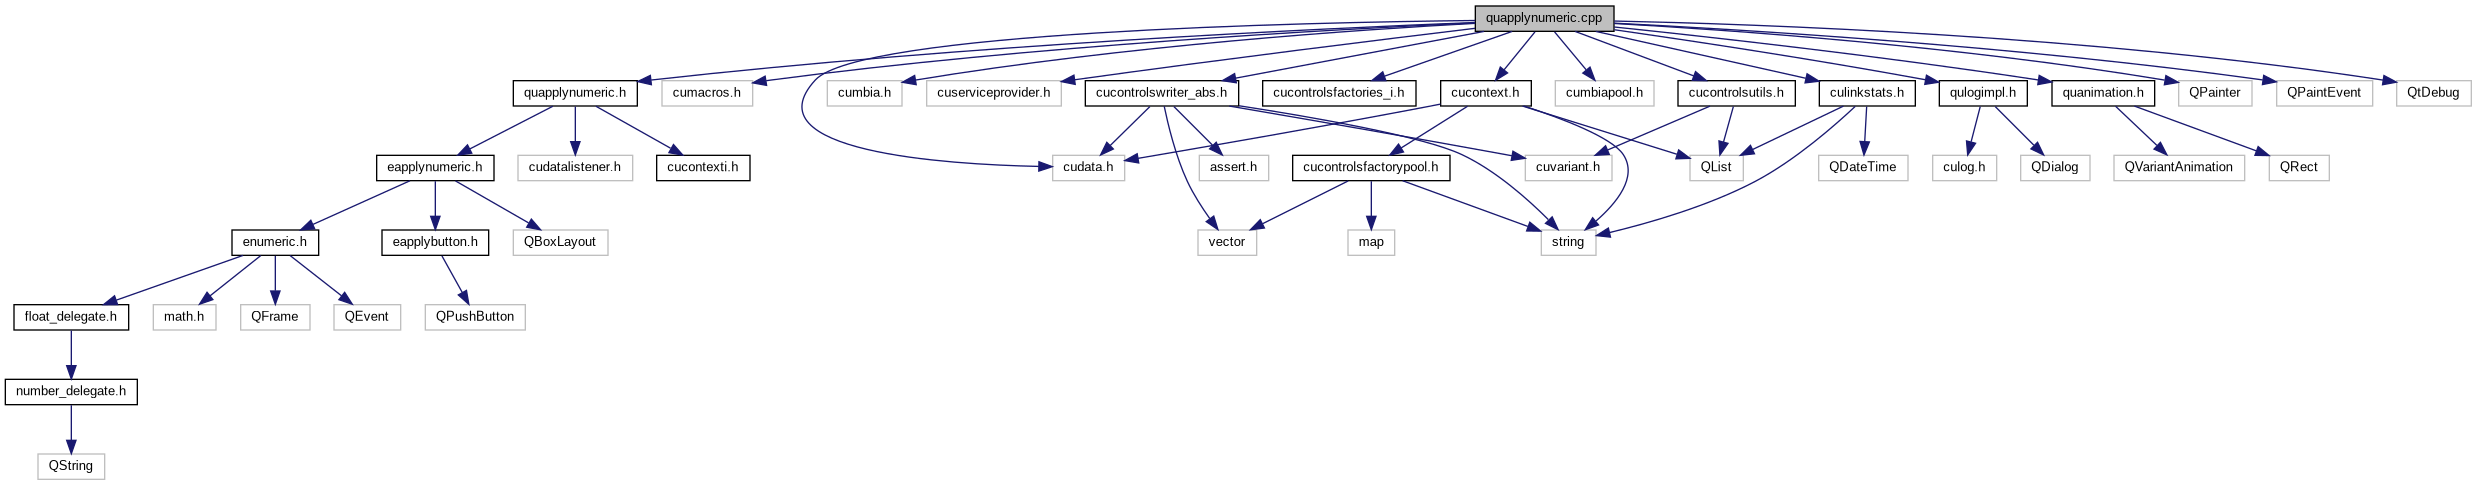 quapplynumeric.cpp
quapplynumeric.h
cumacros.h
cumbia.h
cuserviceprovider.h
cucontrolswriter_abs.h
cucontrolsfactories_i.h
cucontext.h
cumbiapool.h
cucontrolsutils.h
culinkstats.h
qulogimpl.h
quanimation.h
QPainter
QPaintEvent
QtDebug
eapplynumeric.h
cudatalistener.h
cucontexti.h
cudata.h
assert.h
cucontrolsfactorypool.h
cuvariant.h
QList
QDateTime
culog.h
QDialog
QVariantAnimation
QRect
enumeric.h
eapplybutton.h
QBoxLayout
vector
map
string
float_delegate.h
math.h
QFrame
QEvent
QPushButton
number_delegate.h
QString